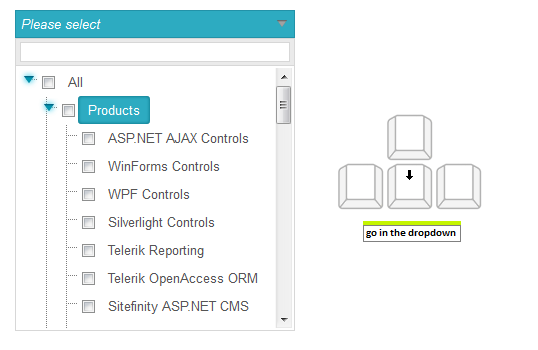 Please select
All
Products
ASP.NET AJAX Controls
WinForms Controls
WPF Controls
Silverlight Controls
Telerik Reporting
Telerik OpenAccess ORM
Sitefinity ASP.NET CMS
go in the dropdown